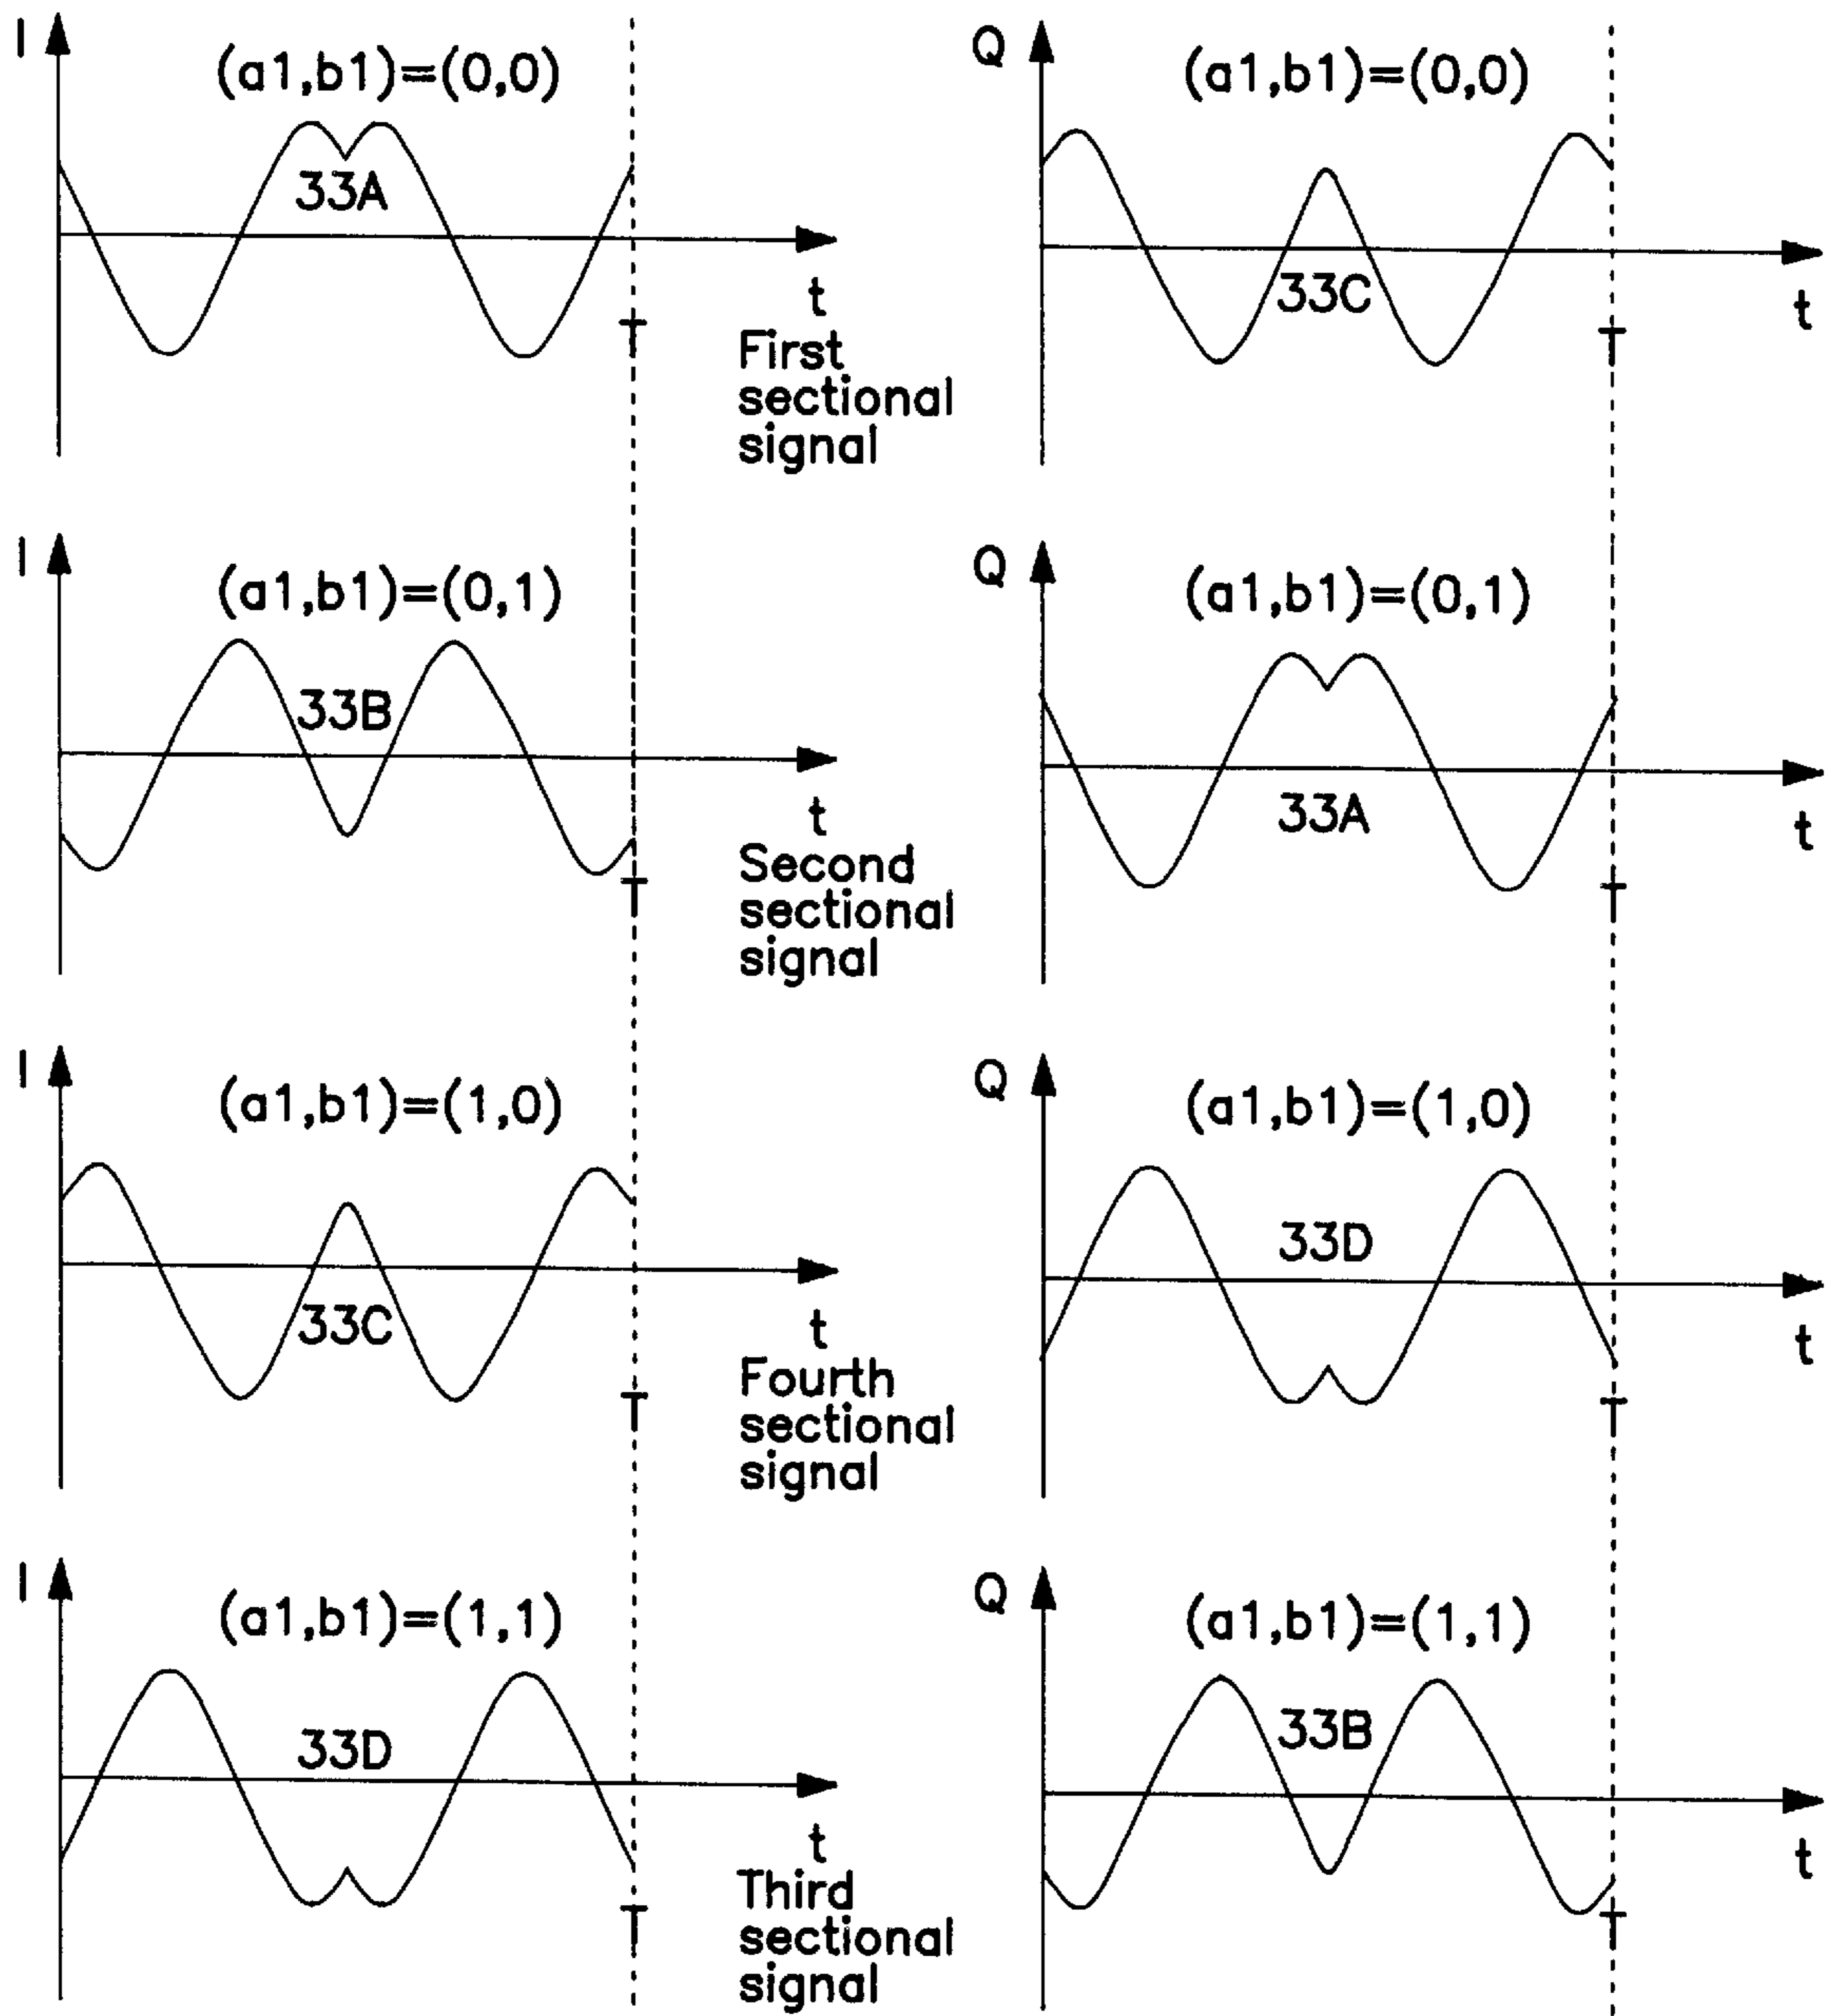 I
(a1,b1)=(0,0)
33A
t
T
First
sectional
signal
Q
(a1,b1)=(0,0)
33C
t
T
I
(a1,b1)=(0,1)
33B
t
T
Second
sectional
signal
Q
(a1,b1)=(0,1)
33A
t
T
I
(a1,b1)=(1,0)
33C
t
T
Fourth
sectional
signal
Q
(a1,b1)=(1,0)
33D
t
T
I
(a1,b1)=(1,1)
33D
t
T
Third
sectional
signal
Q
(a1,b1)=(1,1)
33B
t
T